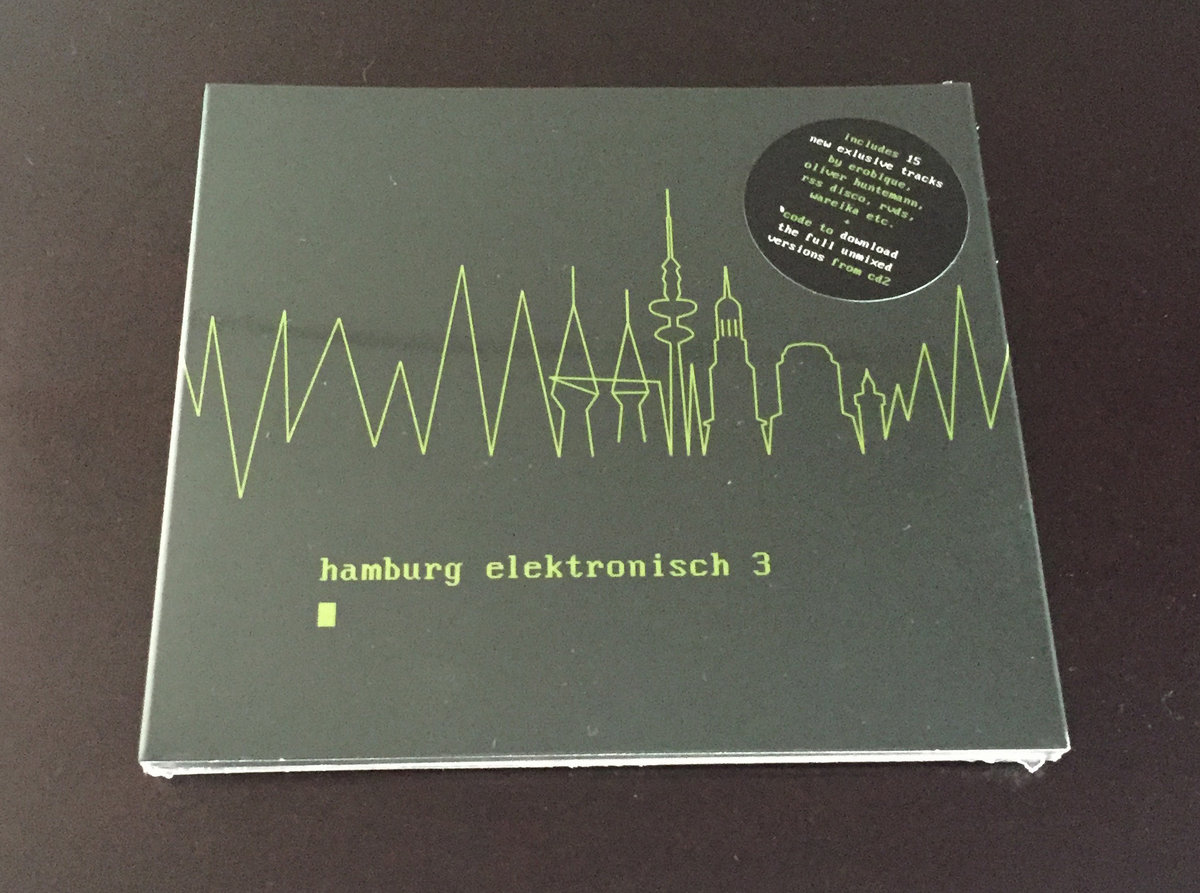 includes 15
new exlusive tracks
by erobique,
oliver huntemann,
rss disco, rvds,
wareika etc.
+
*code to download
the full unmixed
versions from cd2
hamburg elektronisch 3